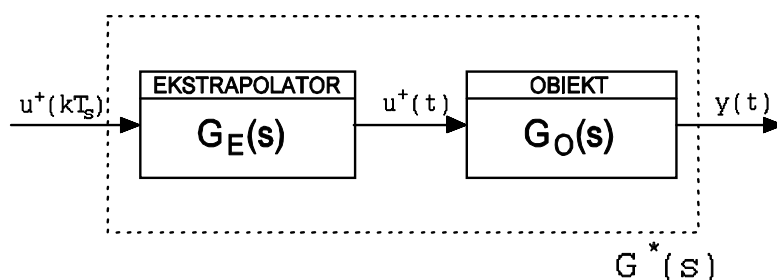 EKSTRAPOLATOR
OBIEKT
u⁺(kTₛ)
u⁺(t)
y(t)
G_E(s)
G_O(s)
G*(s)